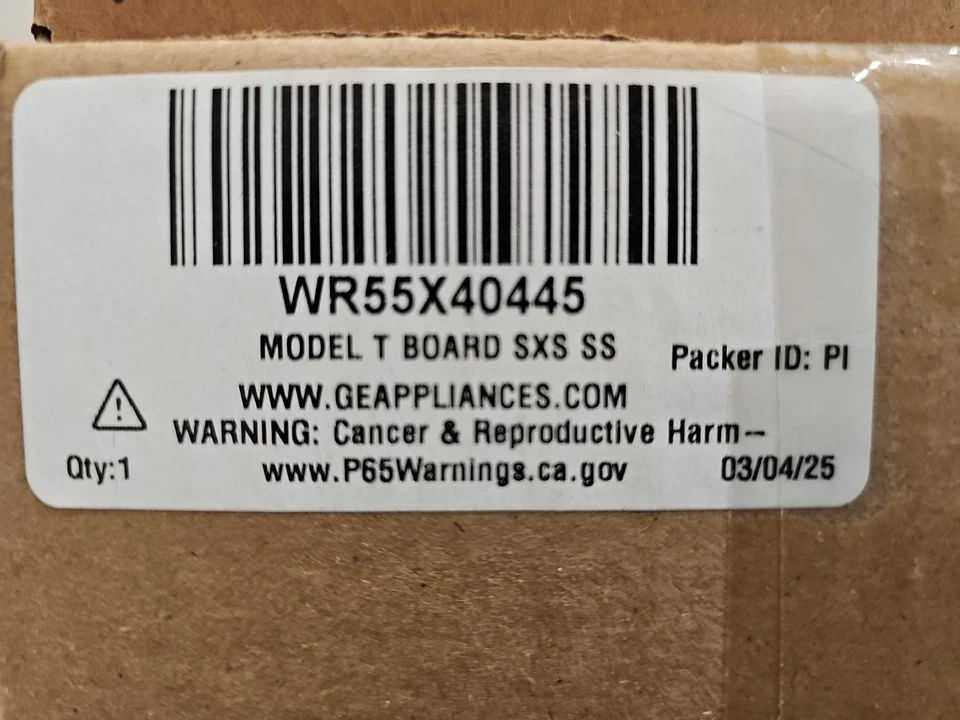 WR55X40445
MODEL T BOARD SXS SS
Packer ID: PI
WWW.GEAPPLIANCES.COM
WARNING: Cancer & Reproductive Harm–
Qty:1 www.P65Warnings.ca.gov 03/04/25